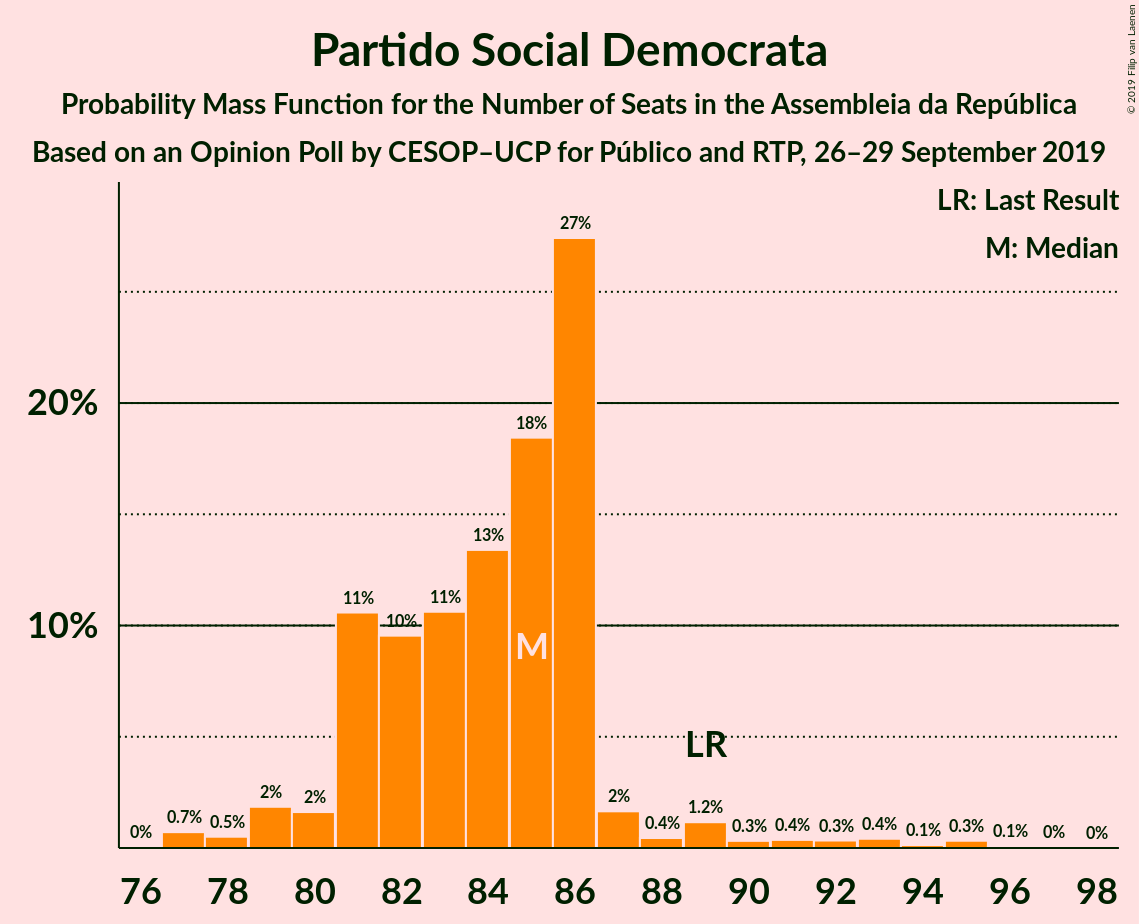 Partido Social Democrata
Probability Mass Function for the Number of Seats in the Assembleia da República
Based on an Opinion Poll by CESOP–UCP for Público and RTP, 26–29 September 2019
© 2019 Filip van Laenen
LR: Last Result
M: Median
20%
10%
0% 0.7% 0.5% 2% 2% 11% 10% 11% 13% 18% 27% 2% 0.4% 1.2% 0.3% 0.4% 0.3% 0.4% 0.1% 0.3% 0.1% 0% 0%
M
LR
76 78 80 82 84 86 88 90 92 94 96 98